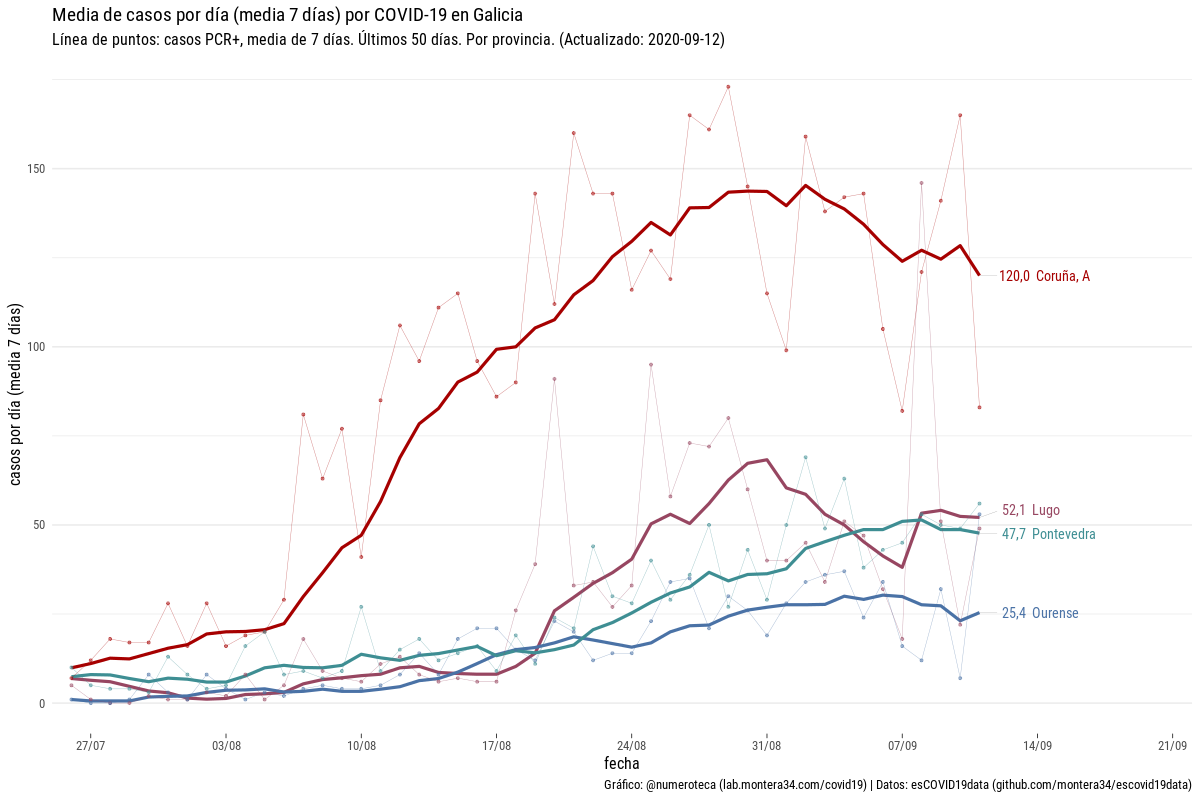 Media de casos por día (media 7 días) por COVID-19 en Galicia
Línea de puntos: casos PCR+, media de 7 días. Últimos 50 días. Por provincia. (Actualizado: 2020-09-12)
casos por día (media 7 días)
150
100
50
0
120,0 Coruña, A
52,1 Lugo
47,7 Pontevedra
25,4 Ourense
27/07 03/08 10/08 17/08 24/08 31/08 07/09 14/09 21/09
fecha
Gráfico: @numeroteca (lab.montera34.com/covid19) | Datos: esCOVID19data (github.com/montera34/escovid19data)